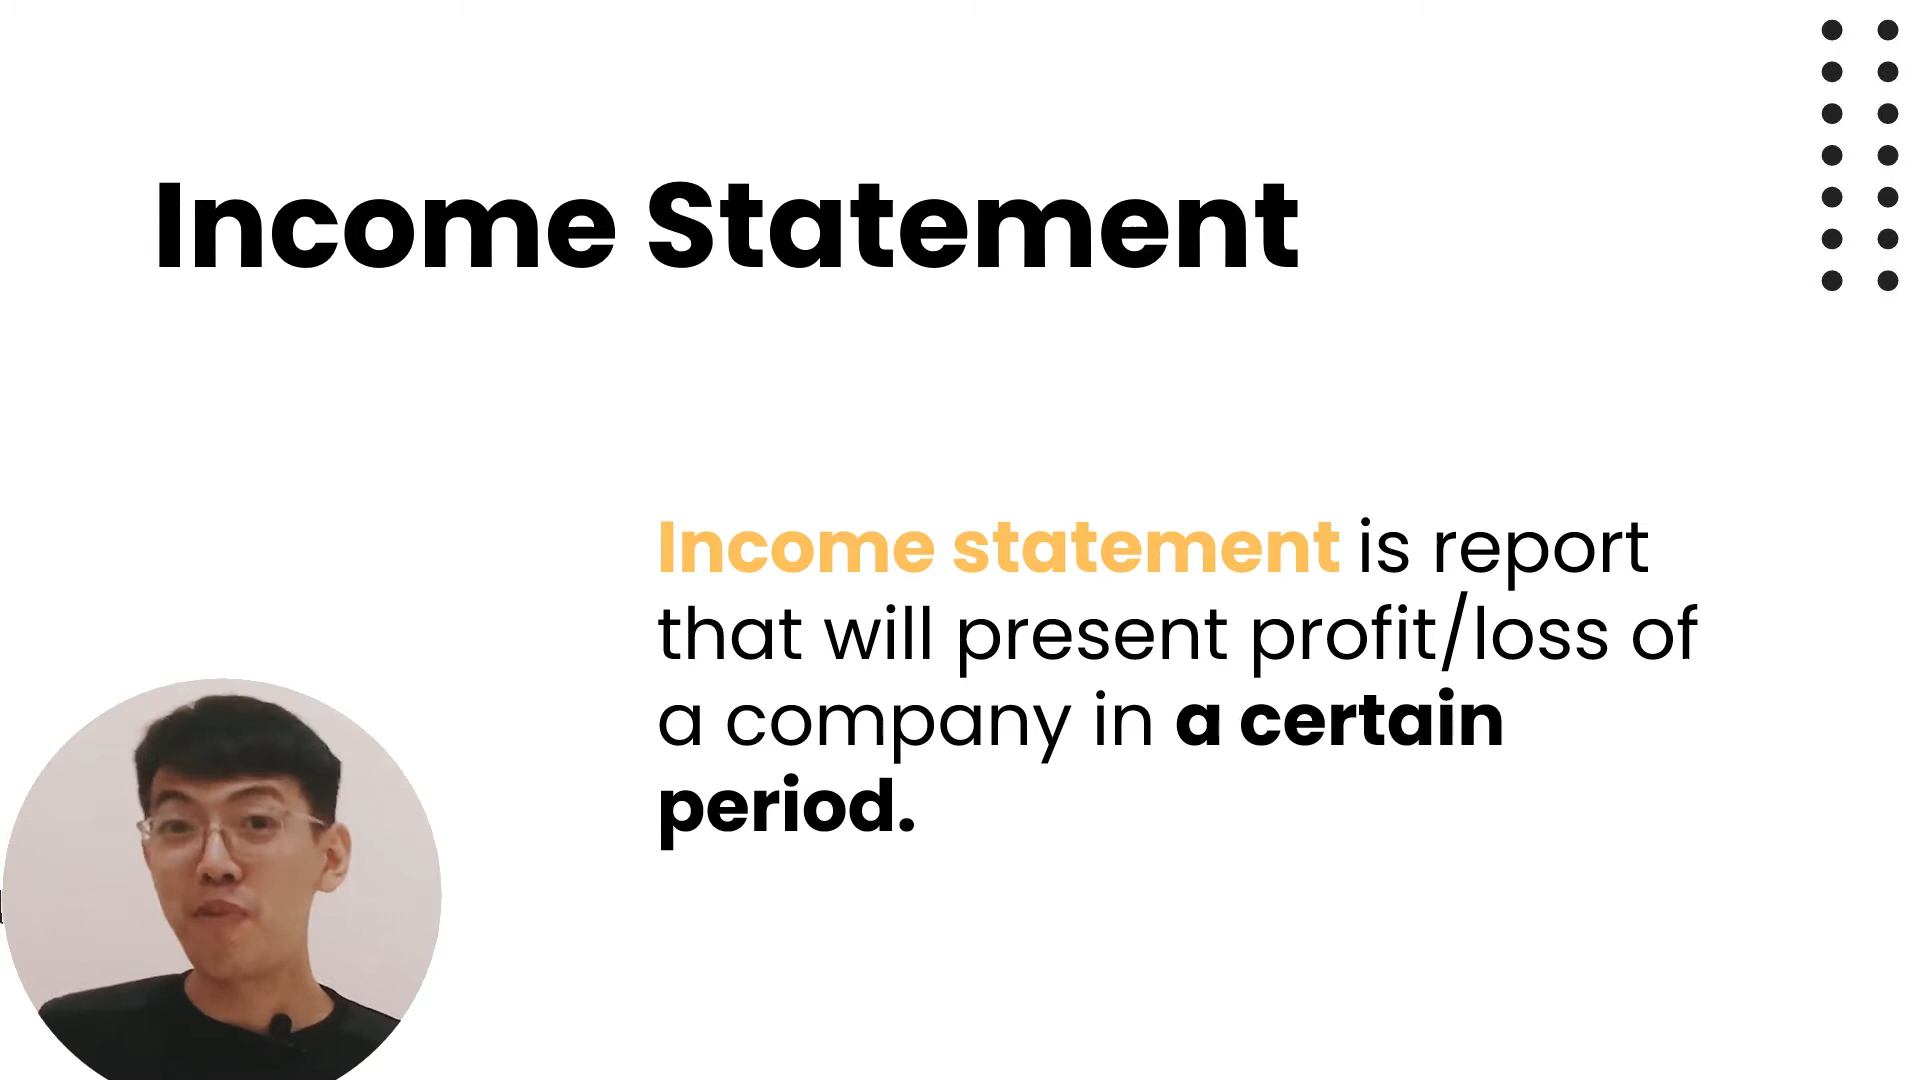 Income Statement
Income statement is report
that will present profit/loss of
a company in a certain
period.